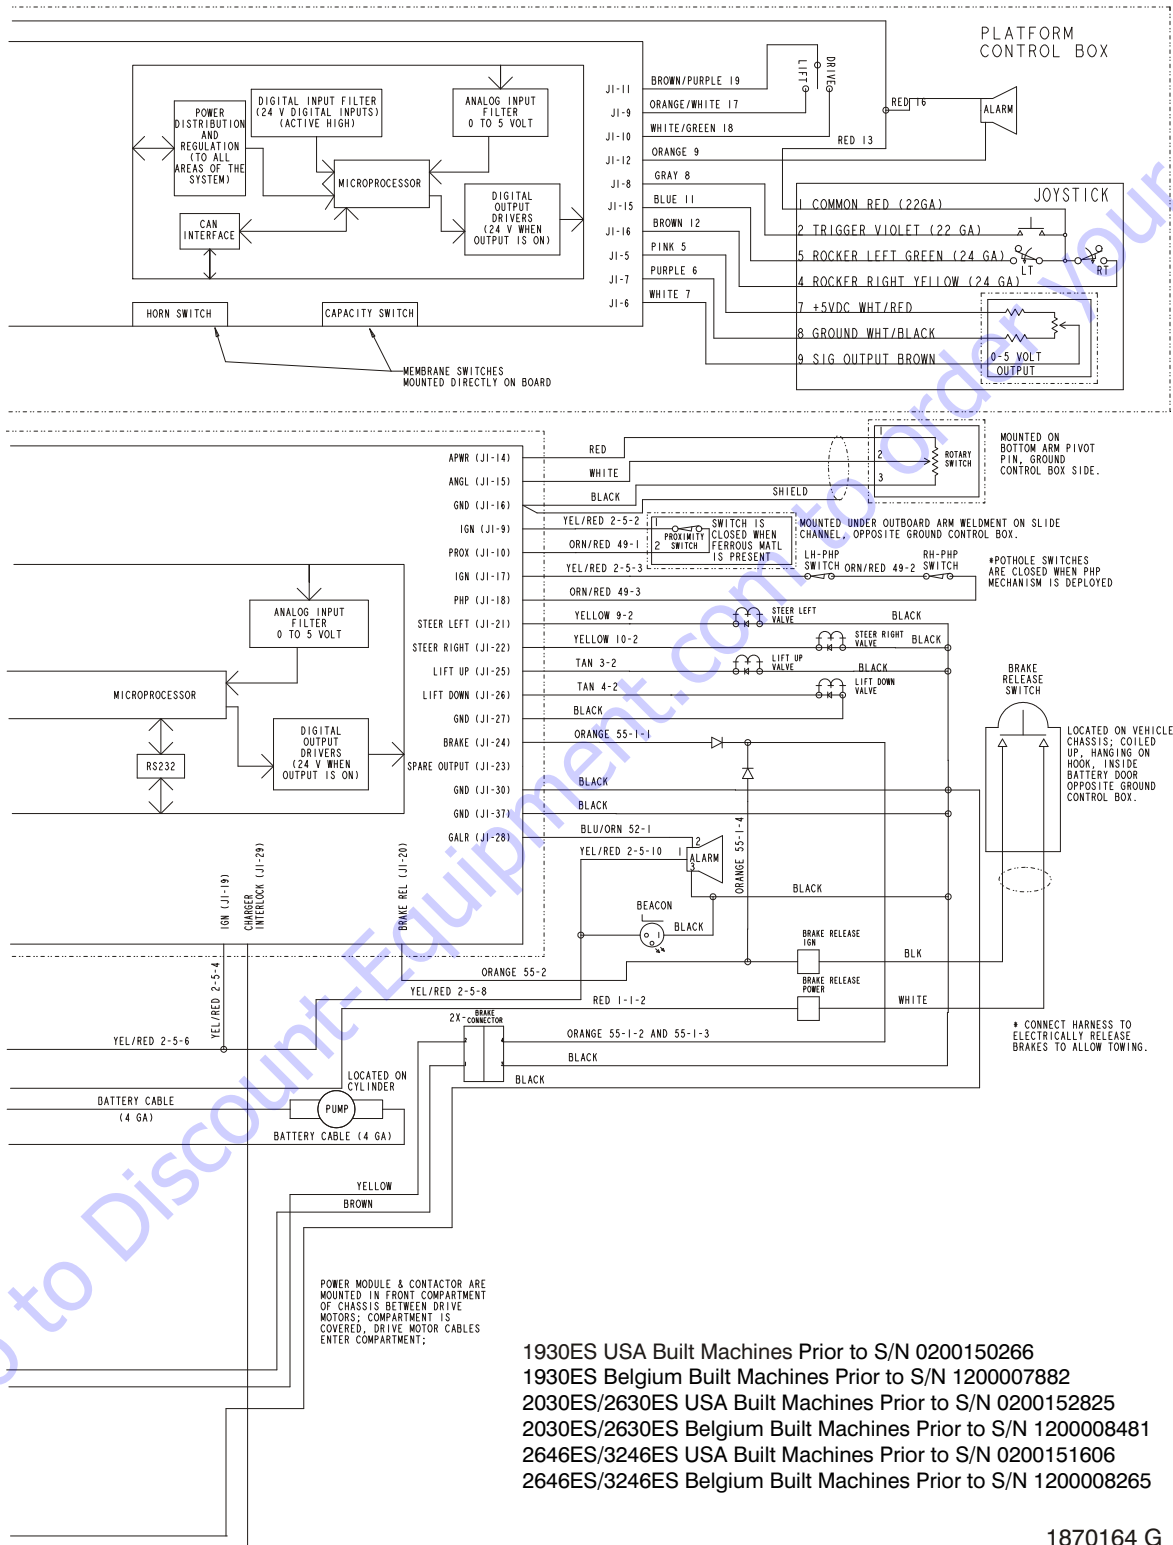 PLATFORM
CONTROL BOX
POWER
DISTRIBUTION
AND
REGULATION
(TO ALL
AREAS OF THE
SYSTEM)
DIGITAL INPUT FILTER
(24 V DIGITAL INPUTS)
(ACTIVE HIGH)
ANALOG INPUT
FILTER
0 TO 5 VOLT
MICROPROCESSOR
CAN
INTERFACE
DIGITAL
OUTPUT
DRIVERS
(24 V WHEN
OUTPUT IS ON)
HORN SWITCH
CAPACITY SWITCH
MEMBRANE SWITCHES
MOUNTED DIRECTLY ON BOARD
J1-11 BROWN/PURPLE 19
J1-9 ORANGE/WHITE 17
J1-10 WHITE/GREEN 18
J1-12 ORANGE 9
J1-8 GRAY 8
J1-15 BLUE 11
J1-16 BROWN 12
J1-5 PINK 5
J1-7 PURPLE 6
J1-6 WHITE 7
LIFT
DRIVE
RED 16
RED 13
ALARM
JOYSTICK
1 COMMON RED (22GA)
2 TRIGGER VIOLET (22 GA)
5 ROCKER LEFT GREEN (24 GA)
LT
RT
4 ROCKER RIGHT YELLOW (24 GA)
7 +5VDC WHT/RED
8 GROUND WHT/BLACK
9 SIG OUTPUT BROWN
0-5 VOLT
OUTPUT
APWR (J1-14)
ANGL (J1-15)
GND (J1-16)
IGN (J1-9)
PROX (J1-10)
IGN (J1-17)
PHP (J1-18)
STEER LEFT (J1-21)
STEER RIGHT (J1-22)
LIFT UP (J1-25)
LIFT DOWN (J1-26)
GND (J1-27)
BRAKE (J1-24)
SPARE OUTPUT (J1-23)
GND (J1-30)
GND (J1-37)
GALR (J1-28)
RED
WHITE
BLACK
SHIELD
1
2
3
ROTARY
SWITCH
MOUNTED ON
BOTTOM ARM PIVOT
PIN, GROUND
CONTROL BOX SIDE.
YEL/RED 2-5-2
ORN/RED 49-1
1
2
PROXIMITY
SWITCH
SWITCH IS
CLOSED WHEN
FERROUS MATL
IS PRESENT
MOUNTED UNDER OUTBOARD ARM WELDMENT ON SLIDE
CHANNEL, OPPOSITE GROUND CONTROL BOX.
YEL/RED 2-5-3
LH-PHP
SWITCH
ORN/RED 49-2
RH-PHP
SWITCH
*POTHOLE SWITCHES
ARE CLOSED WHEN PHP
MECHANISM IS DEPLOYED
ORN/RED 49-3
YELLOW 9-2
STEER LEFT
VALVE
BLACK
YELLOW 10-2
STEER RIGHT
VALVE
BLACK
TAN 3-2
LIFT UP
VALVE
BLACK
TAN 4-2
LIFT DOWN
VALVE
BLACK
ORANGE 55-1-1
BLACK
BLACK
BLU/ORN 52-1
YEL/RED 2-5-10
1
2
3
ALARM
ORANGE 55-1-4
BLACK
BEACON
BLACK
BRAKE
RELEASE
SWITCH
LOCATED ON VEHICLE
CHASSIS; COILED
UP, HANGING ON
HOOK, INSIDE
BATTERY DOOR
OPPOSITE GROUND
CONTROL BOX.
ANALOG INPUT
FILTER
0 TO 5 VOLT
MICROPROCESSOR
RS232
DIGITAL
OUTPUT
DRIVERS
(24 V WHEN
OUTPUT IS ON)
IGN (J1-19)
CHARGER
INTERLOCK (J1-29)
BRAKE REL (J1-20)
BRAKE RELEASE
IGN
BLK
BRAKE RELEASE
POWER
WHITE
ORANGE 55-2
YEL/RED 2-5-4
YEL/RED 2-5-8
RED 1-1-2
* CONNECT HARNESS TO
ELECTRICALLY RELEASE
BRAKES TO ALLOW TOWING.
2X- BRAKE
CONNECTOR
YEL/RED 2-5-6
ORANGE 55-1-2 AND 55-1-3
BLACK
BLACK
LOCATED ON
CYLINDER
BATTERY CABLE
(4 GA)
PUMP
BATTERY CABLE (4 GA)
YELLOW
BROWN
POWER MODULE & CONTACTOR ARE
MOUNTED IN FRONT COMPARTMENT
OF CHASSIS BETWEEN DRIVE
MOTORS; COMPARTMENT IS
COVERED, DRIVE MOTOR CABLES
ENTER COMPARTMENT;
1930ES USA Built Machines Prior to S/N 0200150266
1930ES Belgium Built Machines Prior to S/N 1200007882
2030ES/2630ES USA Built Machines Prior to S/N 0200152825
2030ES/2630ES Belgium Built Machines Prior to S/N 1200008481
2646ES/3246ES USA Built Machines Prior to S/N 0200151606
2646ES/3246ES Belgium Built Machines Prior to S/N 1200008265
1870164 G
to Discount-Equipment.com to order your